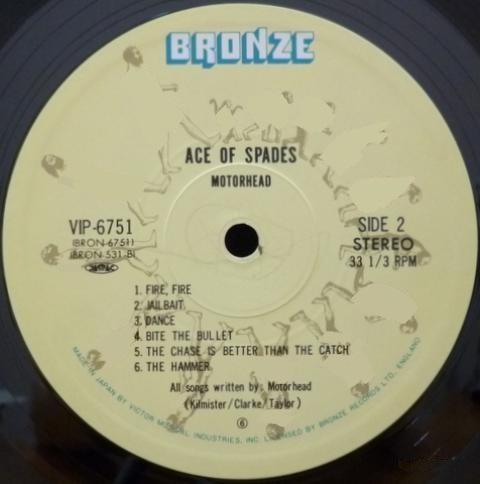 BRONZE
ACE OF SPADES
MOTORHEAD
VIP-6751
(BRON-6751)
(BRON 531 B)
SIDE 2
STEREO
33 1/3 RPM
1. FIRE, FIRE
2. JAILBAIT
3. DANCE
4. BITE THE BULLET
5. THE CHASE IS BETTER THAN THE CATCH
6. THE HAMMER
All songs written by: Motorhead
(Kilmister/Clarke/Taylor)
6
MADE IN JAPAN BY VICTOR MUSICAL INDUSTRIES, INC. LICENSED BY BRONZE RECORDS LTD, ENGLAND